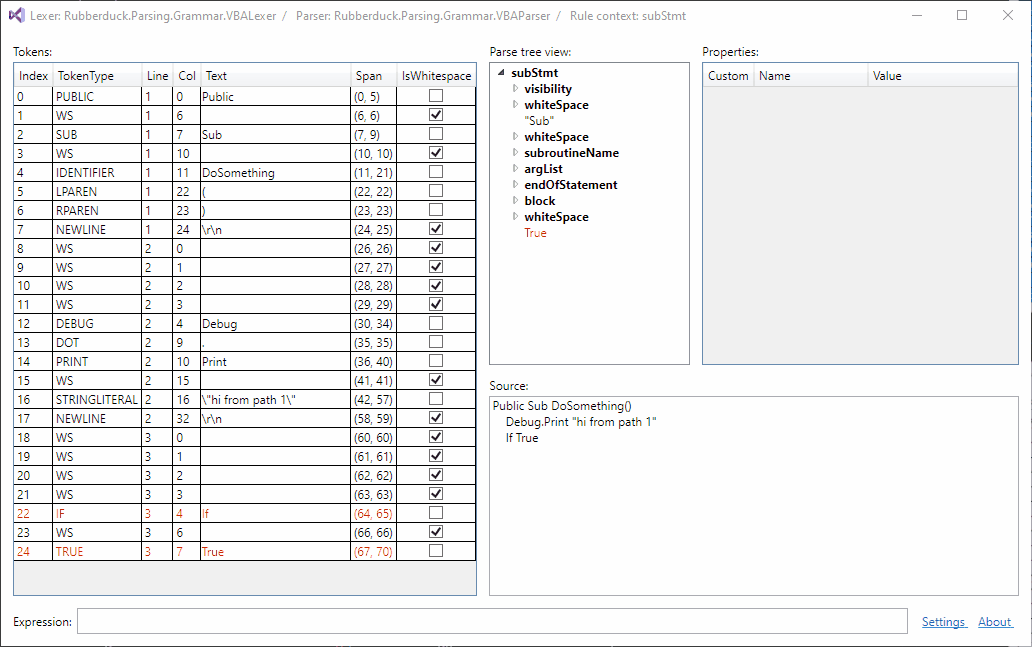 Lexer: Rubberduck.Parsing.Grammar.VBALexer / Parser: Rubberduck.Parsing.Grammar.VBAParser / Rule context: subStmt
Tokens:
Index TokenType Line Col Text Span IsWhitespace
0 PUBLIC 1 0 Public (0, 5)
1 WS 1 6 (6, 6)
2 SUB 1 7 Sub (7, 9)
3 WS 1 10 (10, 10)
4 IDENTIFIER 1 11 DoSomething (11, 21)
5 LPAREN 1 22 ( (22, 22)
6 RPAREN 1 23 ) (23, 23)
7 NEWLINE 1 24 \r\n (24, 25)
8 WS 2 0 (26, 26)
9 WS 2 1 (27, 27)
10 WS 2 2 (28, 28)
11 WS 2 3 (29, 29)
12 DEBUG 2 4 Debug (30, 34)
13 DOT 2 9 . (35, 35)
14 PRINT 2 10 Print (36, 40)
15 WS 2 15 (41, 41)
16 STRINGLITERAL 2 16 \"hi from path 1\" (42, 57)
17 NEWLINE 2 32 \r\n (58, 59)
18 WS 3 0 (60, 60)
19 WS 3 1 (61, 61)
20 WS 3 2 (62, 62)
21 WS 3 3 (63, 63)
22 IF 3 4 If (64, 65)
23 WS 3 6 (66, 66)
24 TRUE 3 7 True (67, 70)
Parse tree view:
subStmt
visibility
whiteSpace
"Sub"
whiteSpace
subroutineName
argList
endOfStatement
block
whiteSpace
True
Properties:
Custom Name Value
Source:
Public Sub DoSomething()
Debug.Print "hi from path 1"
If True
Expression:
Settings About